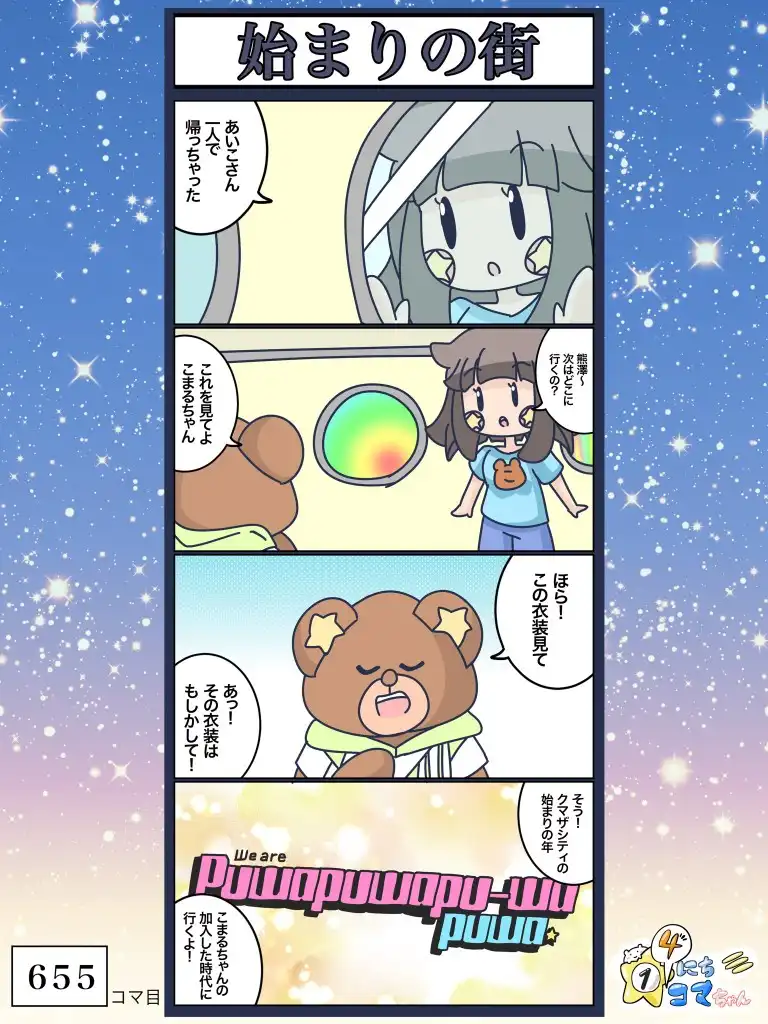 始まりの街
あいこさん
一人で
帰っちゃった
熊澤〜
次はどこに
行くの？
これを見てよ
こまるちゃん
ほら！
この衣装見て
あっ！
その衣装は
もしかして！
そう！
クマザシティの
始まりの年
We are
Puwapuwapu-wa
puwa
こまるちゃんの
加入した時代に
行くよ！
655
コマ目
1
4
にち
コマちゃん